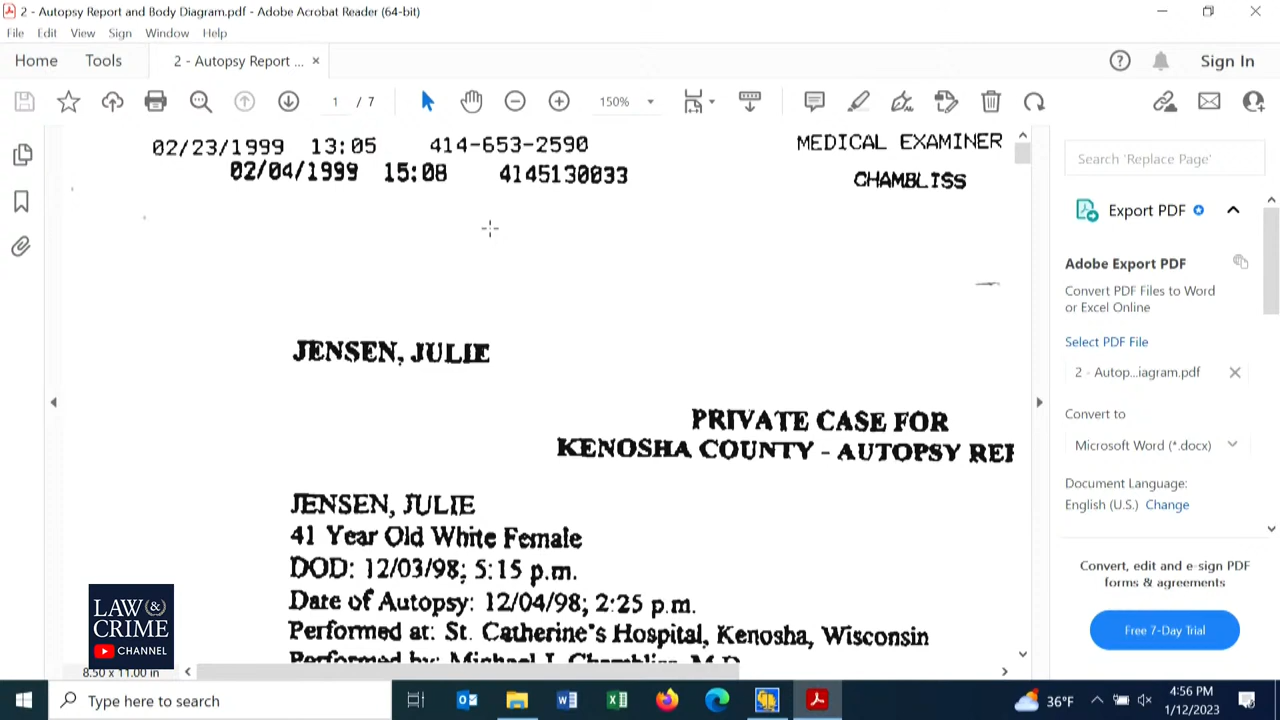 2 - Autopsy Report and Body Diagram.pdf - Adobe Acrobat Reader (64-bit)
File Edit View Sign Window Help
Home Tools 2 - Autopsy Report ... × Sign In
1 / 7 150%
02/23/1999 13:05 414-653-2590 MEDICAL EXAMINER
02/04/1999 15:08 4145130033 CHAMBLISS
JENSEN, JULIE
PRIVATE CASE FOR
KENOSHA COUNTY - AUTOPSY REP
JENSEN, JULIE
41 Year Old White Female
DOD: 12/03/98; 5:15 p.m.
Date of Autopsy: 12/04/98; 2:25 p.m.
Performed at: St. Catherine's Hospital, Kenosha, Wisconsin
Performed by: Michael J. Chambliss, M.D.
8.50 x 11.00 in
Search 'Replace Page'
Export PDF
Adobe Export PDF
Convert PDF Files to Word
or Excel Online
Select PDF File
2 - Autop...iagram.pdf
Convert to
Microsoft Word (*.docx)
Document Language:
English (U.S.) Change
Convert, edit and e-sign PDF
forms & agreements
Free 7-Day Trial
LAW &
CRIME
CHANNEL
Type here to search
36°F
4:56 PM
1/12/2023